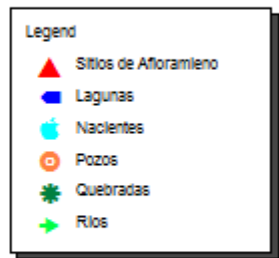 Legend
Sitios de Afloramieno
Lagunas
Nacientes
Pozos
Quebradas
Rios